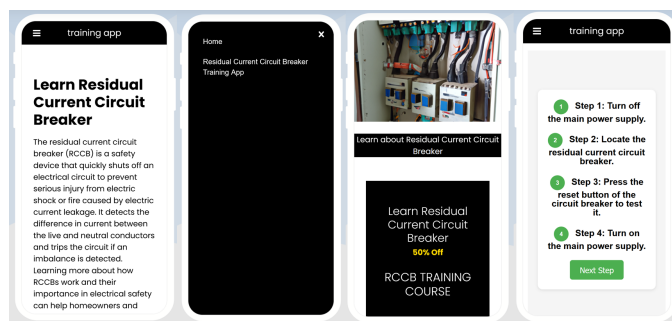 training app
Learn Residual
Current Circuit
Breaker
The residual current circuit
breaker (RCCB) is a safety
device that quickly shuts off an
electrical circuit to prevent
serious injury from electric
shock or fire caused by electric
current leakage. It detects the
difference in current between
the live and neutral conductors
and trips the circuit if an
imbalance is detected.
Learning more about how
RCCBs work and their
importance in electrical safety
can help homeowners and
x
Home
Residual Current Circuit Breaker
Training App
Learn about Residual Current Circuit
Breaker
Learn Residual
Current Circuit
Breaker
50% Off
RCCB TRAINING
COURSE
training app
1 Step 1: Turn off
the main power supply.
2 Step 2: Locate the
residual current circuit
breaker.
3 Step 3: Press the
reset button of the
circuit breaker to test
it.
4 Step 4: Turn on
the main power supply.
Next Step